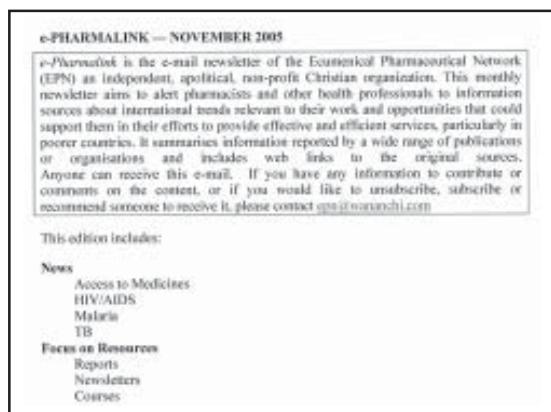 e-PHARMALINK — NOVEMBER 2005
e-Pharmalink is the e-mail newsletter of the Ecumenical Pharmaceutical Network
(EPN) an independent, apolitical, non-profit Christian organization. This monthly
newsletter aims to alert pharmacists and other health professionals to information
sources about international trends relevant to their work and opportunities that could
support them in their efforts to provide effective and efficient services, particularly in
poorer countries. It summarises information reported by a wide range of publications
or organisations and includes web links to the original sources.
Anyone can receive this e-mail. If you have any information to contribute or
comments on the content, or if you would like to unsubscribe, subscribe or
recommend someone to receive it, please contact epn@wananchi.com
This edition includes:
News
Access to Medicines
HIV/AIDS
Malaria
TB
Focus on Resources
Reports
Newsletters
Courses